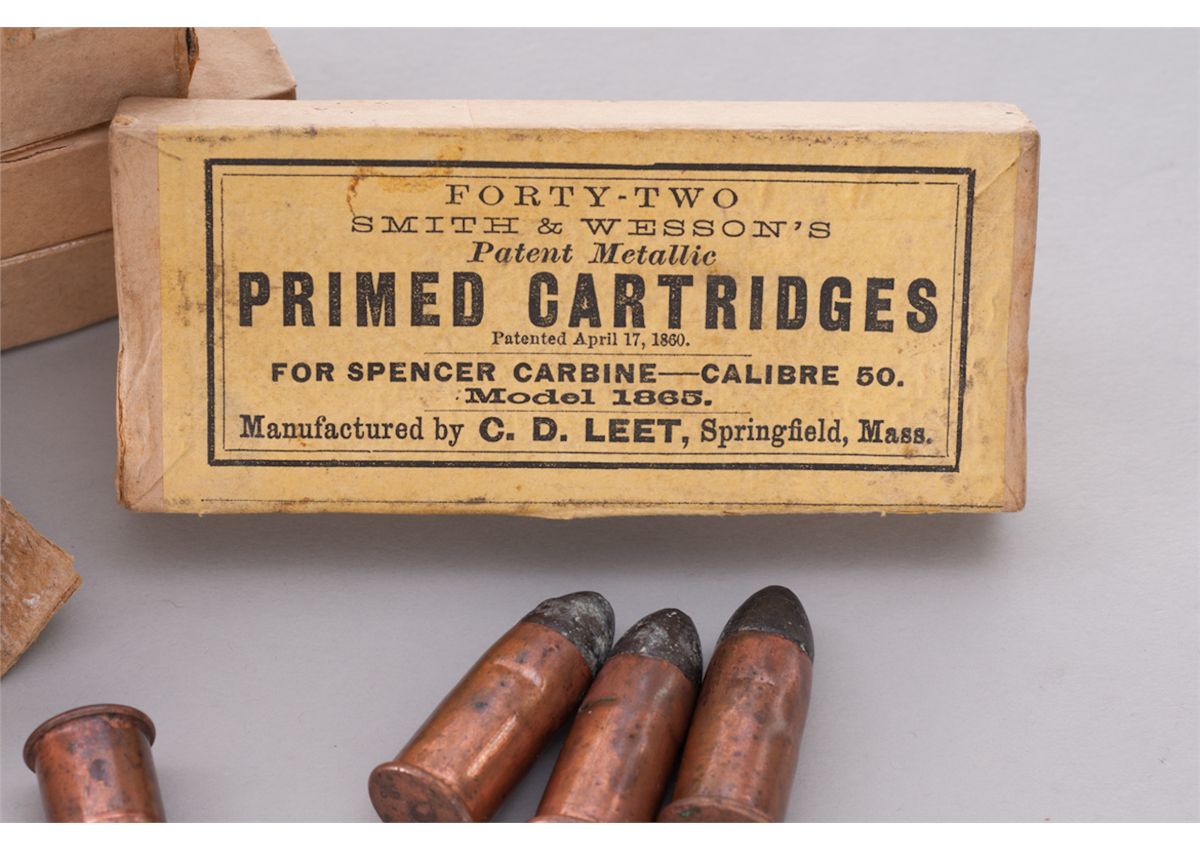 FORTY-TWO
SMITH & WESSON'S
Patent Metallic
PRIMED CARTRIDGES
Patented April 17, 1860.
FOR SPENCER CARBINE—CALIBRE 50.
Model 1865.
Manufactured by C. D. LEET, Springfield, Mass.